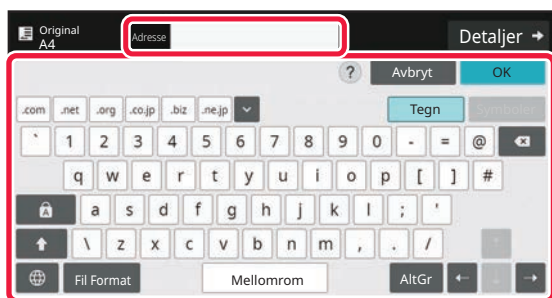 Original
A4
Adresse
Detaljer
? Avbryt OK
.com .net .org .co.jp .biz .ne.jp Tegn Symboler
` 1 2 3 4 5 6 7 8 9 0 - = @
q w e r t y u i o p [ ] #
A a s d f g h j k l ; '
\ z x c v b n m , . /
Fil Format Mellomrom AltGr